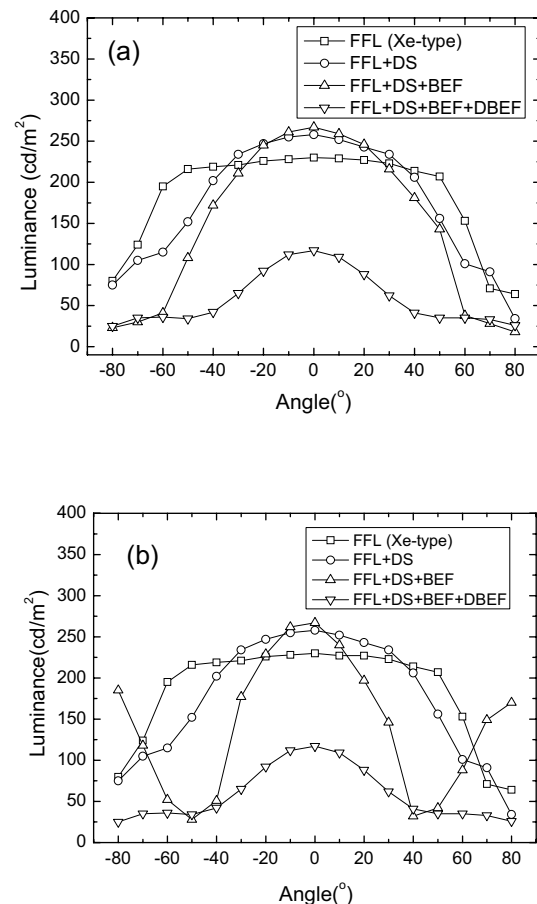 400
350
300
250
200
150
100
50
0
Luminance (cd/m²)
(a)
FFL (Xe-type)
FFL+DS
FFL+DS+BEF
FFL+DS+BEF+DBEF
-80 -60 -40 -20 0 20 40 60 80
Angle(°)
400
350
300
250
200
150
100
50
0
Luminance(cd/m²)
(b)
FFL (Xe-type)
FFL+DS
FFL+DS+BEF
FFL+DS+BEF+DBEF
-80 -60 -40 -20 0 20 40 60 80
Angle(°)